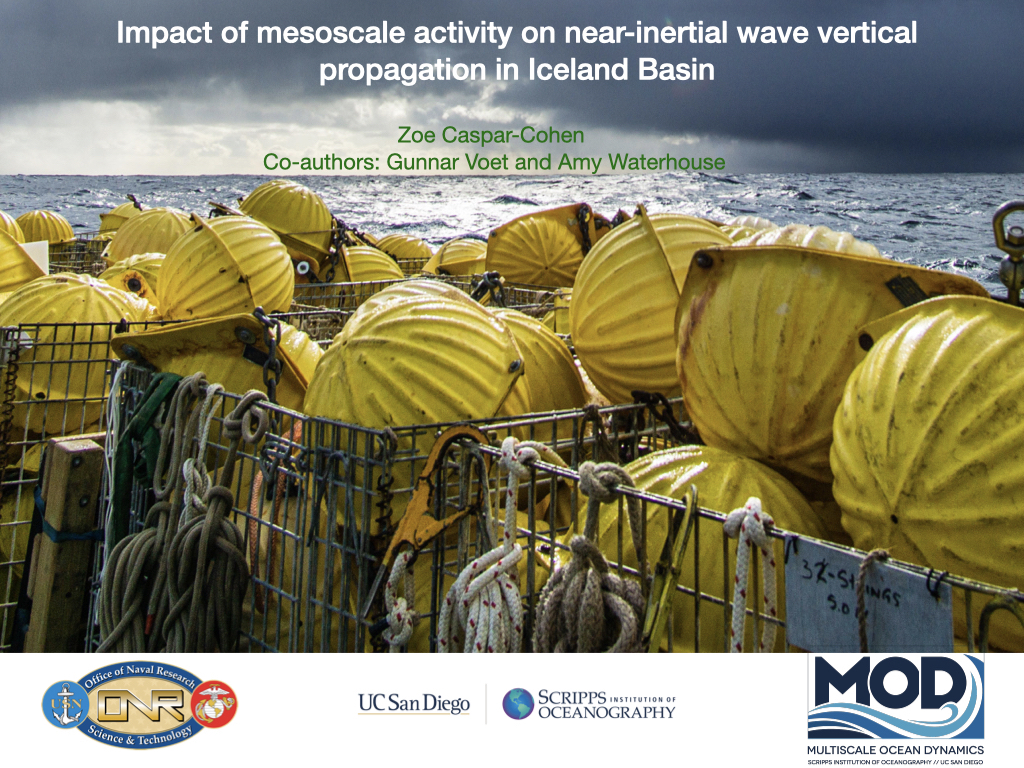 Impact of mesoscale activity on near-inertial wave vertical
propagation in Iceland Basin
Zoe Caspar-Cohen
Co-authors: Gunnar Voet and Amy Waterhouse
Office of Naval Research
USN
ONR
Science & Technology
UC San Diego
SCRIPPS INSTITUTION OF
OCEANOGRAPHY
MOD
MULTISCALE OCEAN DYNAMICS
SCRIPPS INSTITUTION OF OCEANOGRAPHY // UC SAN DIEGO